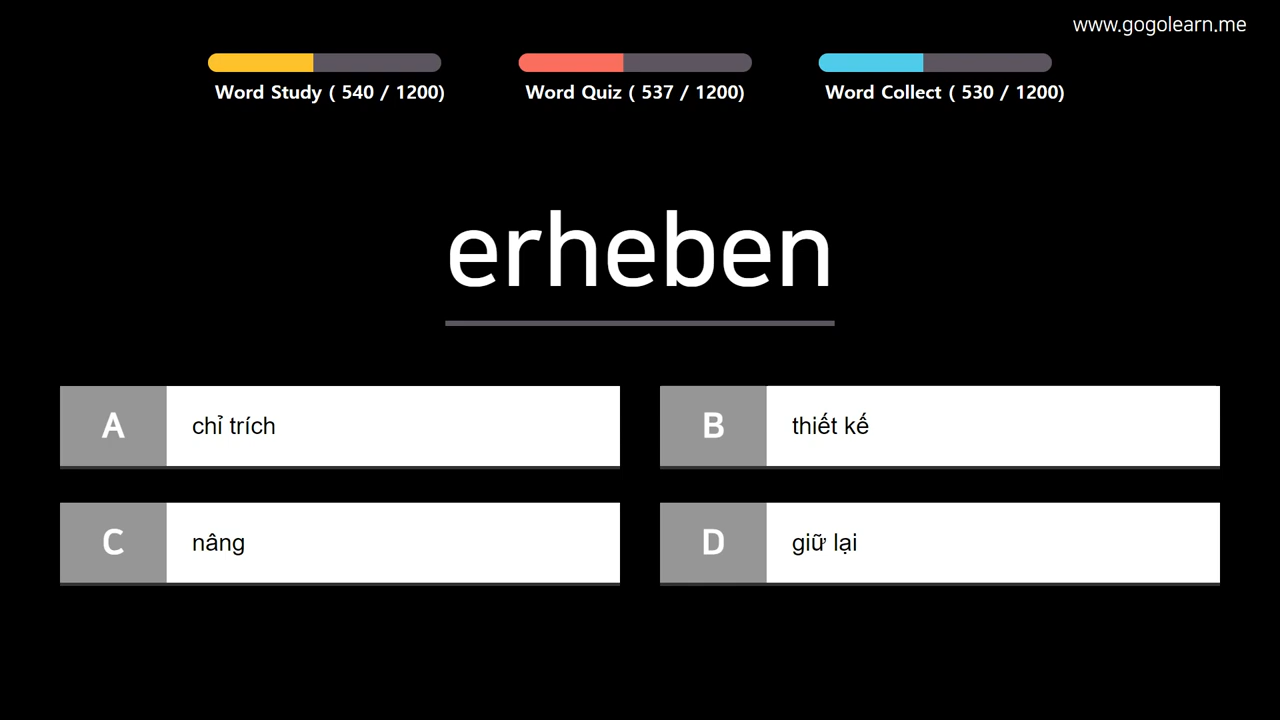 www.gogolearn.me
Word Study ( 540 / 1200)
Word Quiz ( 537 / 1200)
Word Collect ( 530 / 1200)
erheben
A
chỉ trích
B
thiết kế
C
nâng
D
giữ lại